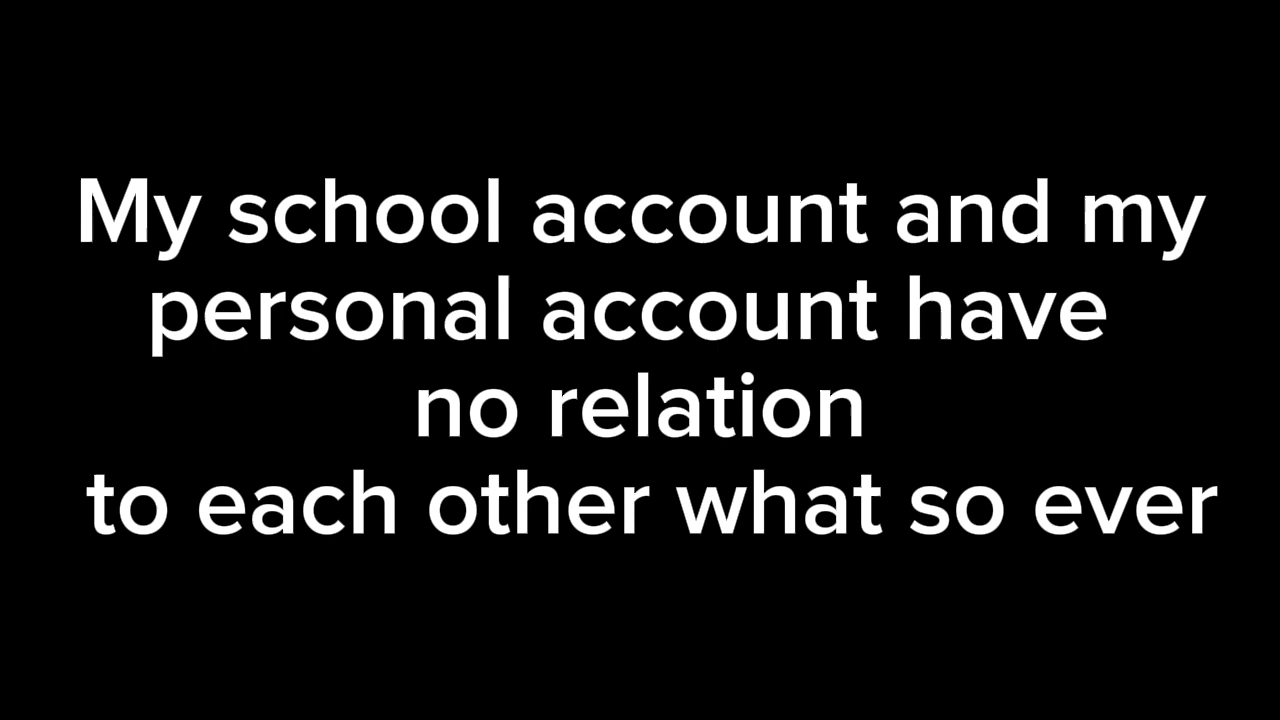 My school account and my
personal account have
no relation
to each other what so ever